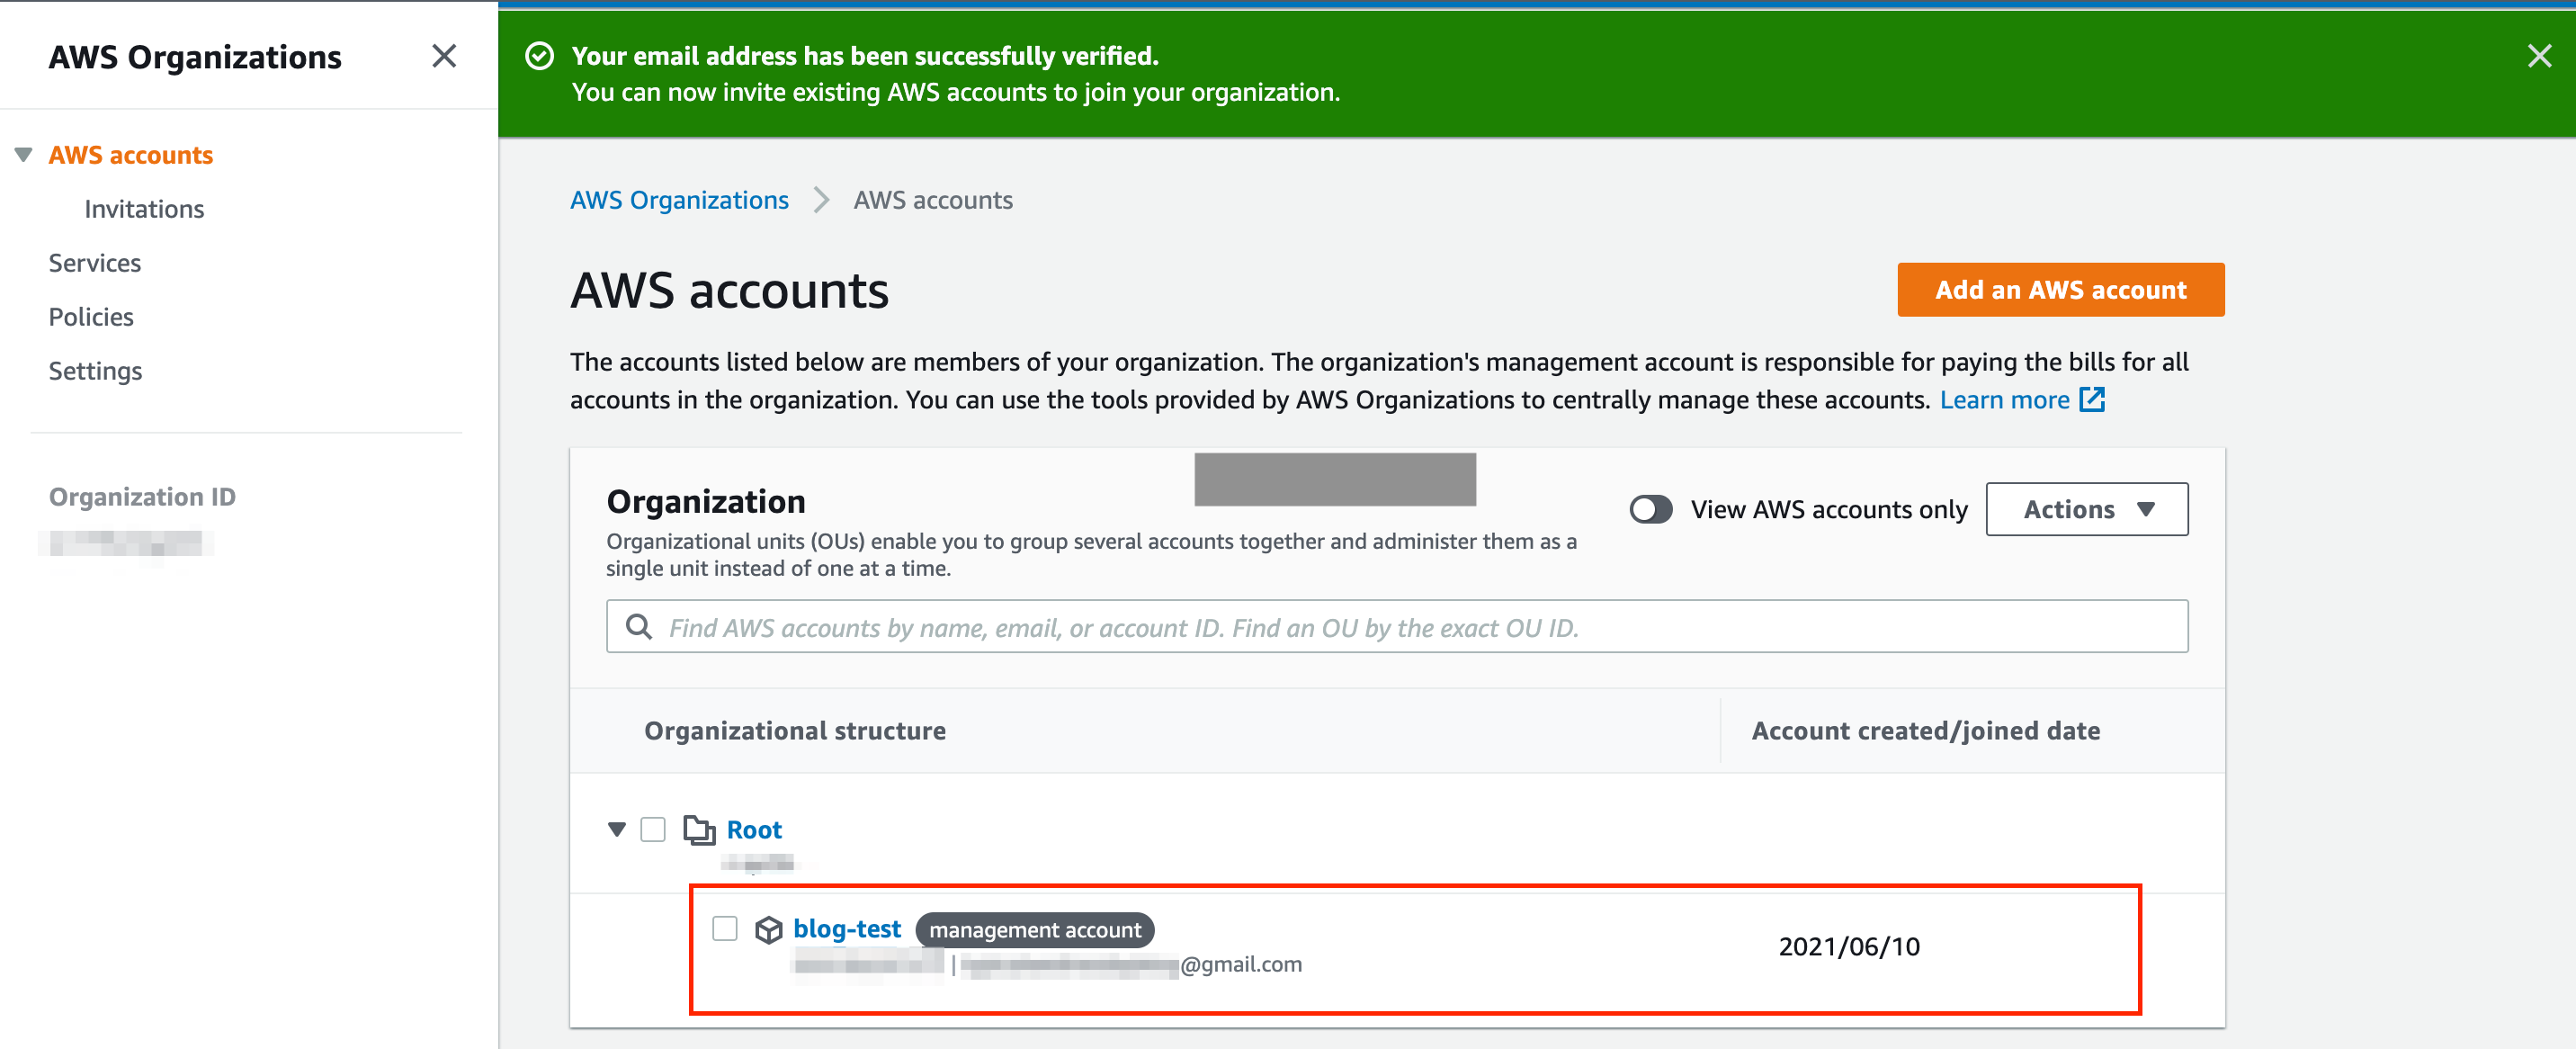 AWS Organizations
AWS accounts
Invitations
Services
Policies
Settings
Organization ID
Your email address has been successfully verified.
You can now invite existing AWS accounts to join your organization.
AWS Organizations > AWS accounts
AWS accounts
Add an AWS account
The accounts listed below are members of your organization. The organization's management account is responsible for paying the bills for all
accounts in the organization. You can use the tools provided by AWS Organizations to centrally manage these accounts. Learn more
Organization
Organizational units (OUs) enable you to group several accounts together and administer them as a
single unit instead of one at a time.
View AWS accounts only
Actions
Find AWS accounts by name, email, or account ID. Find an OU by the exact OU ID.
Organizational structure
Account created/joined date
Root
blog-test management account
| @gmail.com
2021/06/10